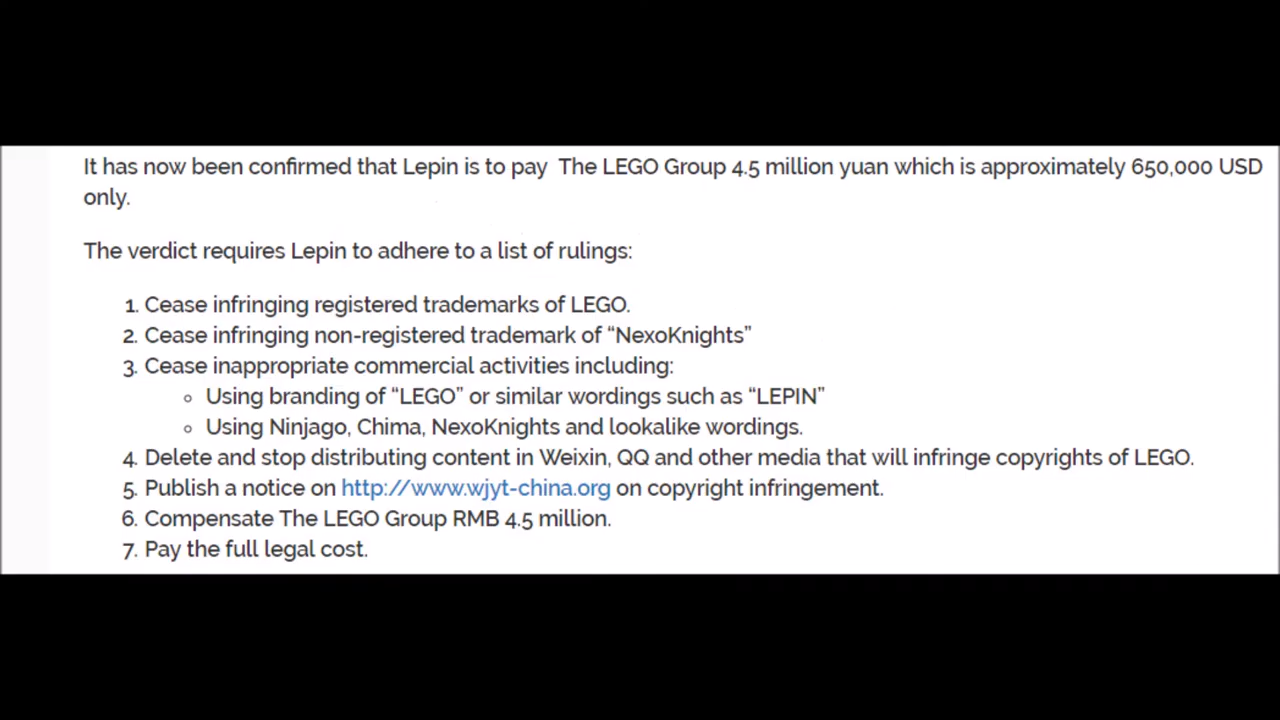 It has now been confirmed that Lepin is to pay The LEGO Group 4.5 million yuan which is approximately 650,000 USD
only.
The verdict requires Lepin to adhere to a list of rulings:
1. Cease infringing registered trademarks of LEGO.
2. Cease infringing non-registered trademark of “NexoKnights”
3. Cease inappropriate commercial activities including:
◦ Using branding of “LEGO” or similar wordings such as “LEPIN”
◦ Using Ninjago, Chima, NexoKnights and lookalike wordings.
4. Delete and stop distributing content in Weixin, QQ and other media that will infringe copyrights of LEGO.
5. Publish a notice on http://www.wjyt-china.org on copyright infringement.
6. Compensate The LEGO Group RMB 4.5 million.
7. Pay the full legal cost.